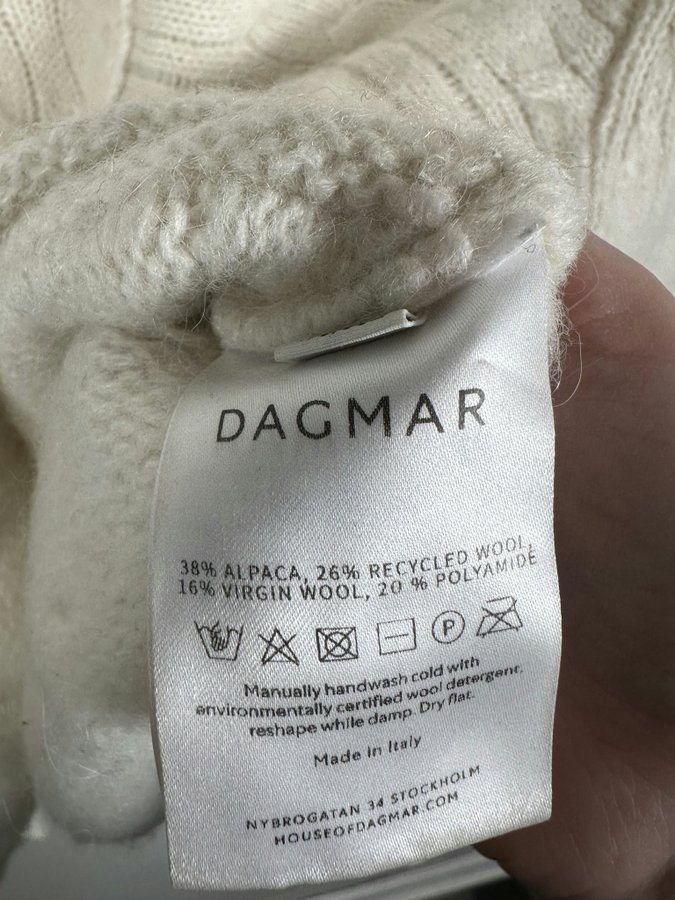 DAGMAR
38% ALPACA, 26% RECYCLED WOOL,
16% VIRGIN WOOL, 20 % POLYAMIDE
P
Manually handwash cold with
environmentally certified wool detergent,
reshape while damp. Dry flat.
Made in Italy
NYBROGATAN 34 STOCKHOLM
HOUSEOFDAGMAR.COM